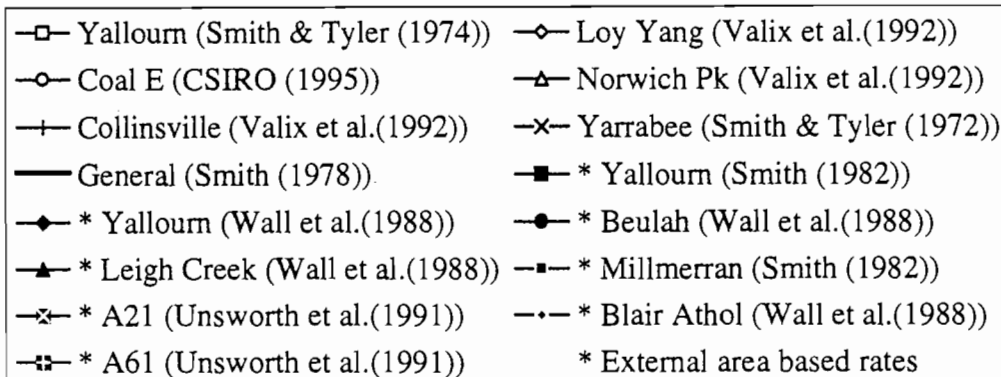 Yallourn (Smith & Tyler (1974)) Loy Yang (Valix et al.(1992))
Coal E (CSIRO (1995)) Norwich Pk (Valix et al.(1992))
Collinsville (Valix et al.(1992)) Yarrabee (Smith & Tyler (1972))
General (Smith (1978)) * Yallourn (Smith (1982))
* Yallourn (Wall et al.(1988)) * Beulah (Wall et al.(1988))
* Leigh Creek (Wall et al.(1988)) * Millmerran (Smith (1982))
* A21 (Unsworth et al.(1991)) * Blair Athol (Wall et al.(1988))
* A61 (Unsworth et al.(1991)) * External area based rates